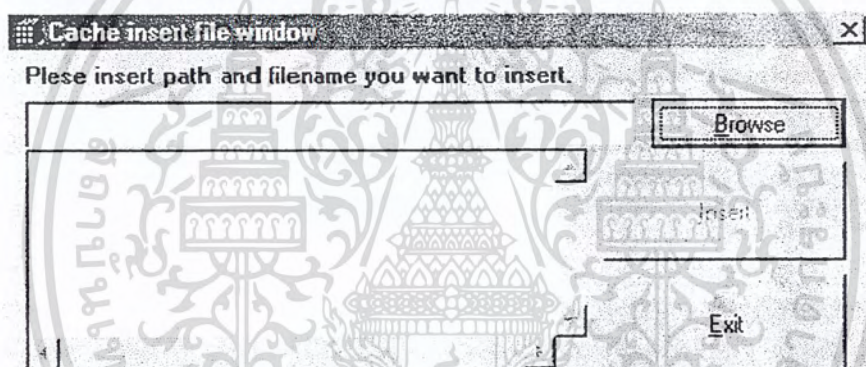 Cache insert file window
Plese insert path and filename you want to insert.
Browse
Insert
Exit